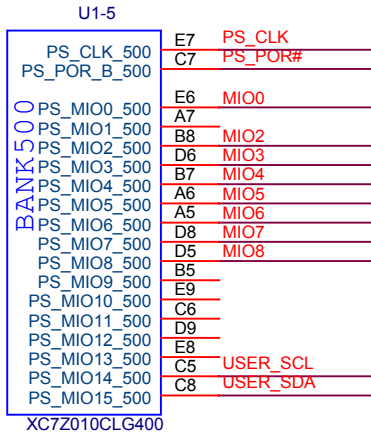 U1-5
PS_CLK_500 E7 PS_CLK
PS_POR_B_500 C7 PS_POR#
BANK500
PS_MIO0_500 E6 MIO0
PS_MIO1_500 A7
PS_MIO2_500 B8 MIO2
PS_MIO3_500 D6 MIO3
PS_MIO4_500 B7 MIO4
PS_MIO5_500 A6 MIO5
PS_MIO6_500 A5 MIO6
PS_MIO7_500 D8 MIO7
PS_MIO8_500 D5 MIO8
PS_MIO9_500 B5
PS_MIO10_500 E9
PS_MIO11_500 C6
PS_MIO12_500 D9
PS_MIO13_500 E8
PS_MIO14_500 C5 USER_SCL
PS_MIO15_500 C8 USER_SDA
XC7Z010CLG400